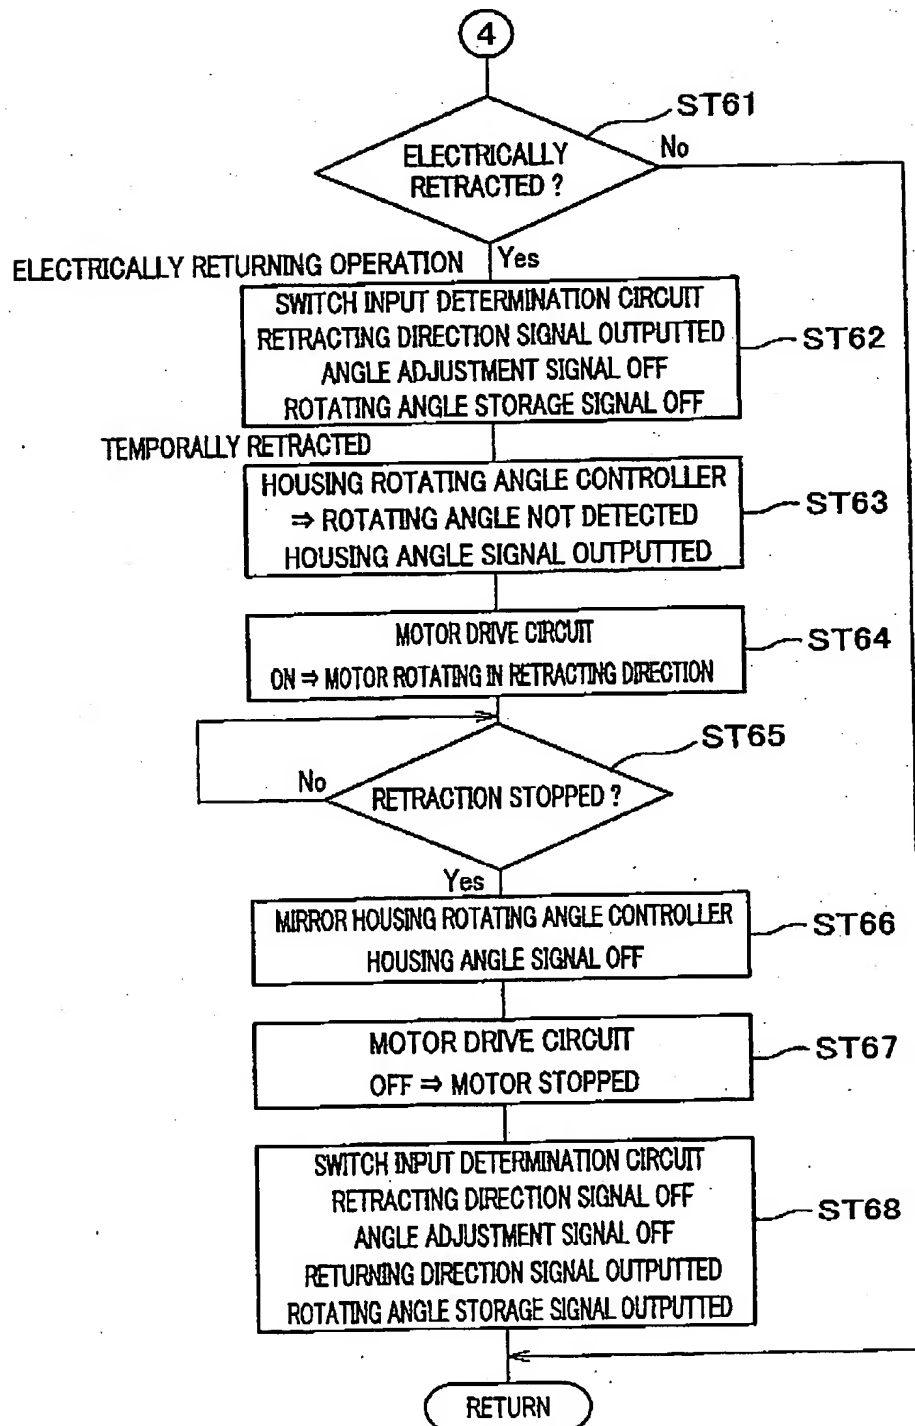 4
ST61
ELECTRICALLY
RETRACTED ?
No
Yes
ELECTRICALLY RETURNING OPERATION
SWITCH INPUT DETERMINATION CIRCUIT
RETRACTING DIRECTION SIGNAL OUTPUTTED
ANGLE ADJUSTMENT SIGNAL OFF
ROTATING ANGLE STORAGE SIGNAL OFF
ST62
TEMPORALLY RETRACTED
HOUSING ROTATING ANGLE CONTROLLER
⇒ ROTATING ANGLE NOT DETECTED
HOUSING ANGLE SIGNAL OUTPUTTED
ST63
MOTOR DRIVE CIRCUIT
ON ⇒ MOTOR ROTATING IN RETRACTING DIRECTION
ST64
ST65
No
RETRACTION STOPPED ?
Yes
MIRROR HOUSING ROTATING ANGLE CONTROLLER
HOUSING ANGLE SIGNAL OFF
ST66
MOTOR DRIVE CIRCUIT
OFF ⇒ MOTOR STOPPED
ST67
SWITCH INPUT DETERMINATION CIRCUIT
RETRACTING DIRECTION SIGNAL OFF
ANGLE ADJUSTMENT SIGNAL OFF
RETURNING DIRECTION SIGNAL OUTPUTTED
ROTATING ANGLE STORAGE SIGNAL OUTPUTTED
ST68
RETURN